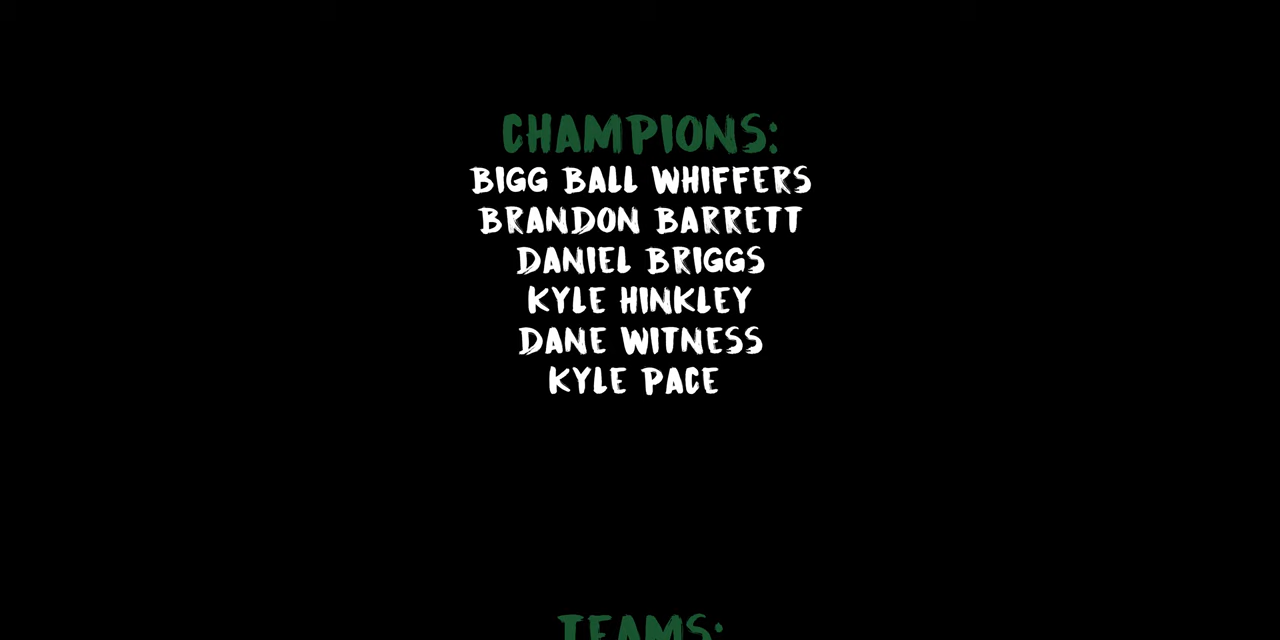 CHAMPIONS:
BIGG BALL WHIFFERS
BRANDON BARRETT
DANIEL BRIGGS
KYLE HINKLEY
DANE WITNESS
KYLE PACE
TEAMS: